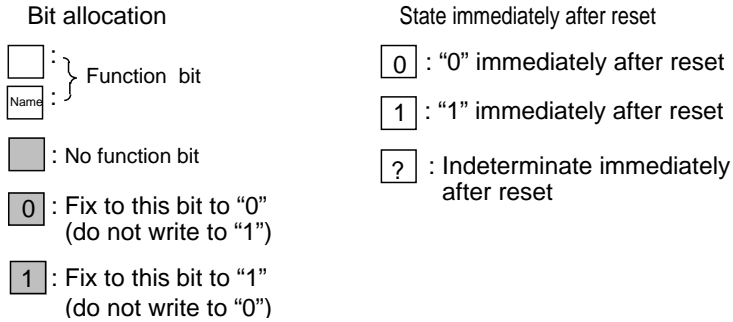 Bit allocation
:
Function bit
Name :
: No function bit
0 : Fix to this bit to “0”
(do not write to “1”)
1 : Fix to this bit to “1”
(do not write to “0”)
State immediately after reset
0 : “0” immediately after reset
1 : “1” immediately after reset
? : Indeterminate immediately
after reset